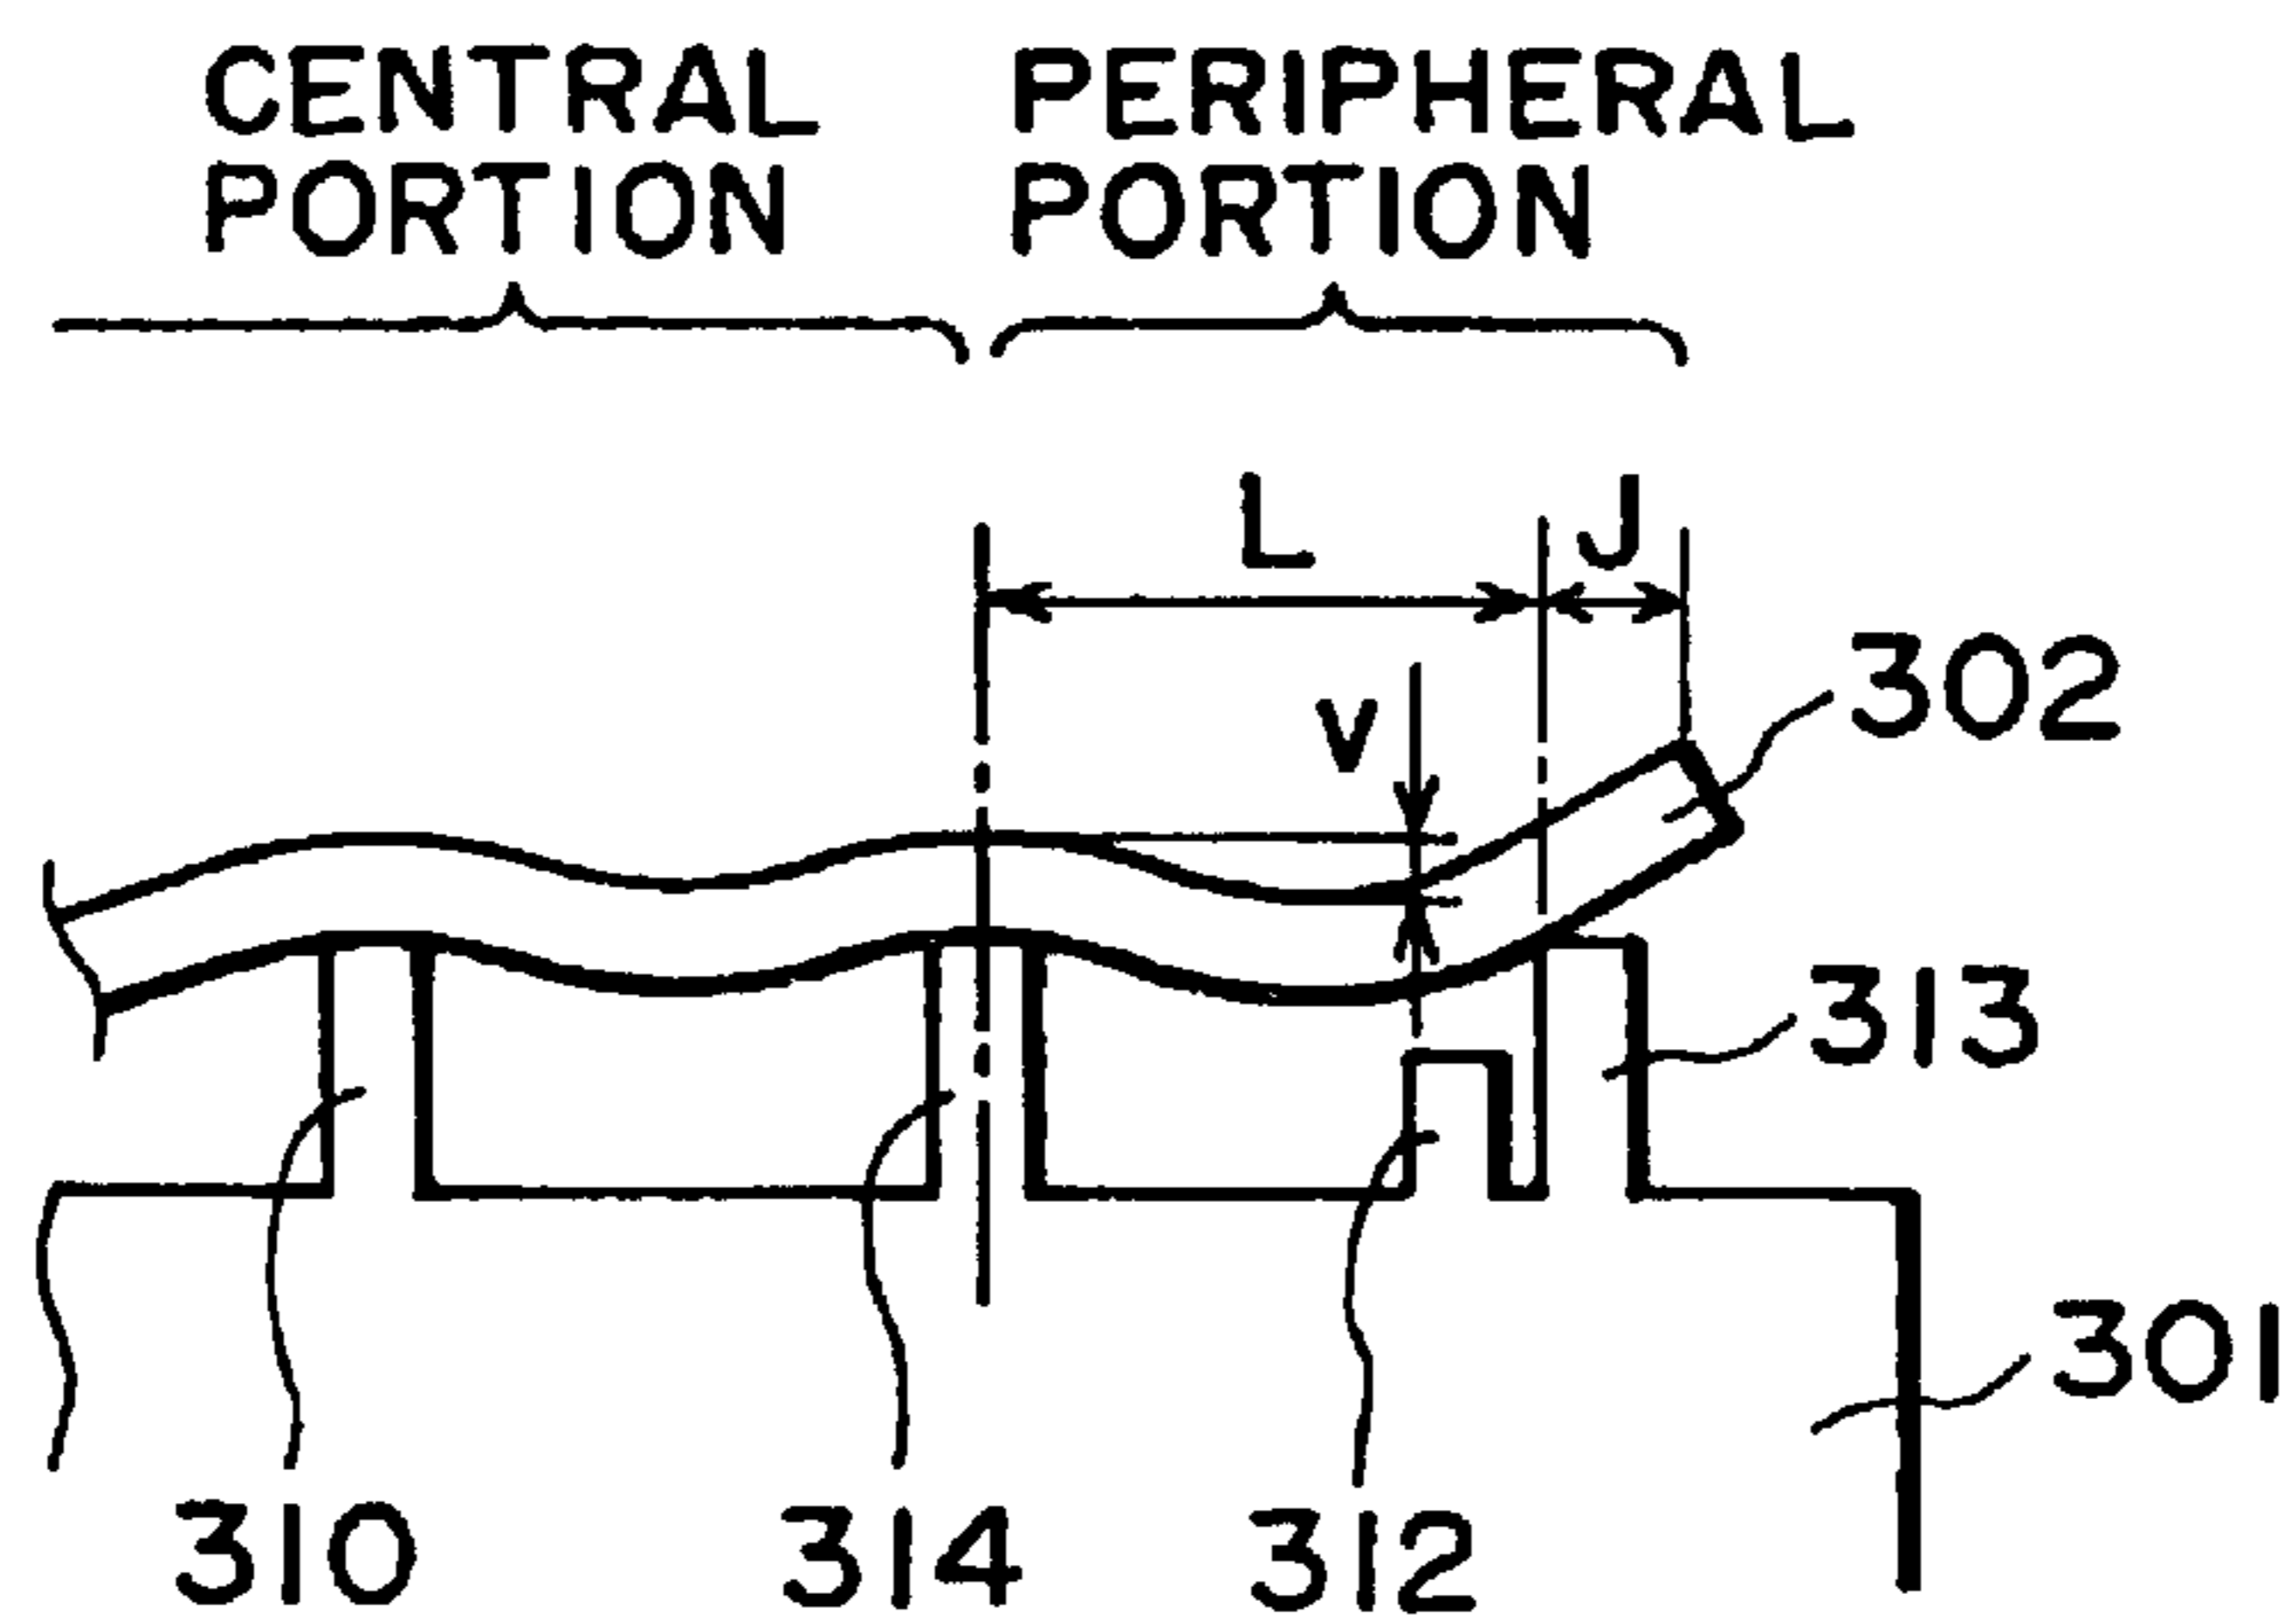 CENTRAL PERIPHERAL
PORTION PORTION
L J
V 302
313
301
310 314 312